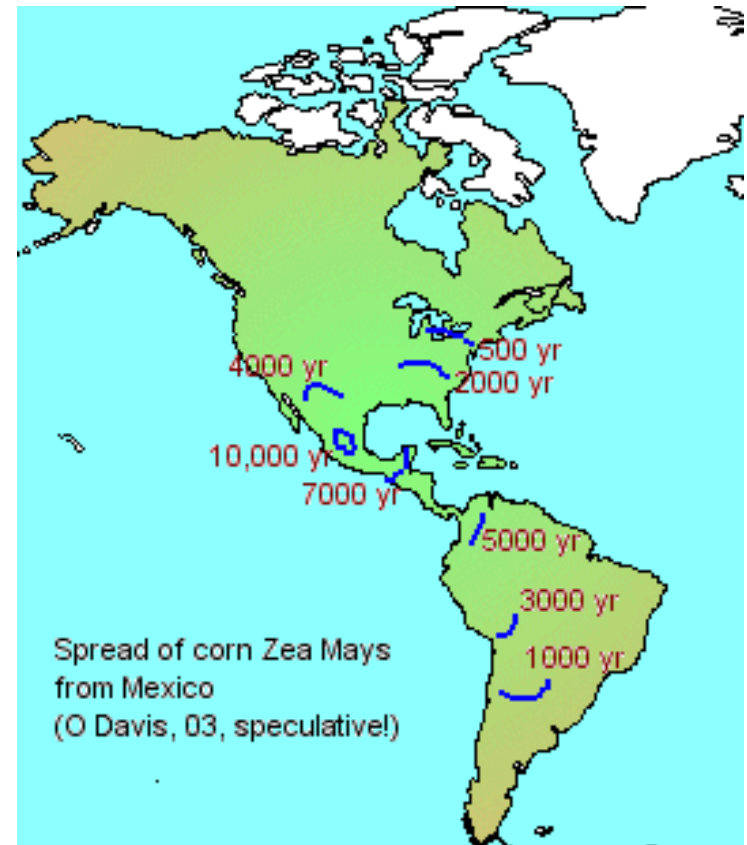 500 yr
4000 yr
2000 yr
10,000 yr
7000 yr
5000 yr
3000 yr
1000 yr
Spread of corn Zea Mays
from Mexico
(O Davis, 03, speculative!)